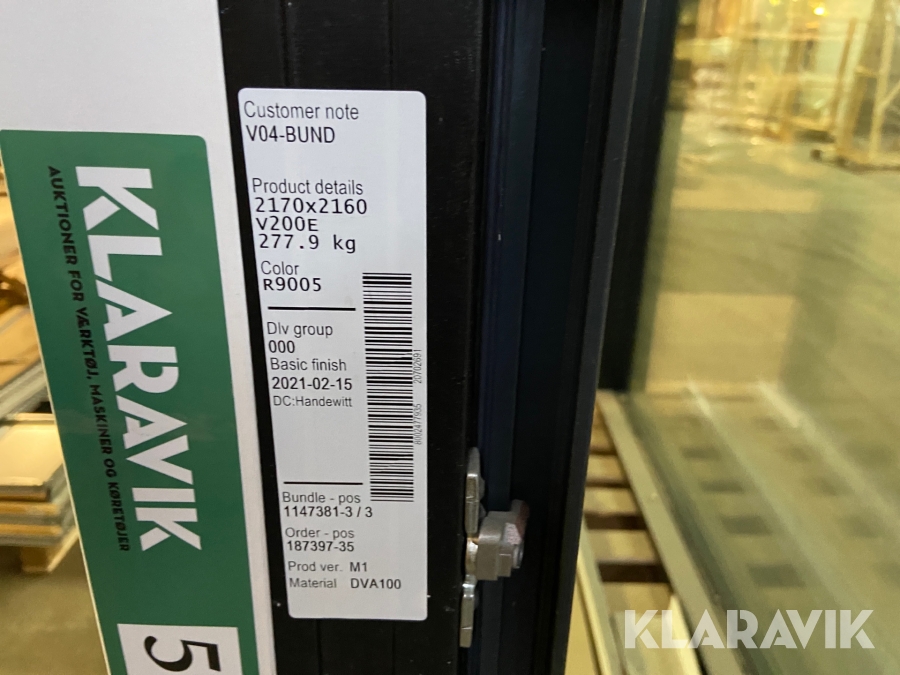 Customer note
V04-BUND
Product details
2170x2160
V200E
277.9 kg
Color
R9005
Dlv group
000
Basic finish
2021-02-15
DC:Handewitt
Bundle - pos
1147381-3 / 3
Order - pos
187397-35
Prod ver. M1
Material DVA100
KLARAVIK
AUKTIONER FOR VÆRKTØJ, MASKINER OG KØRETØJER
5
KLARAVIK